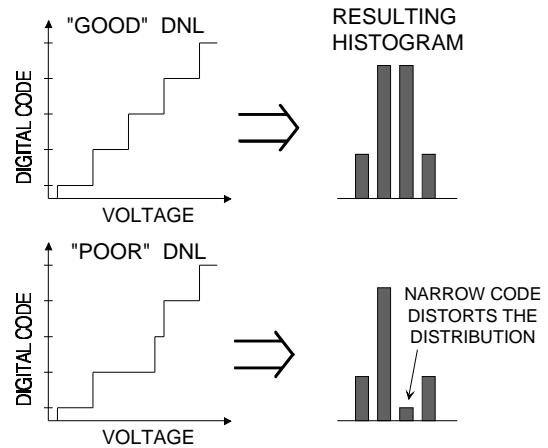 "GOOD" DNL
RESULTING
HISTOGRAM
DIGITAL CODE
VOLTAGE
"POOR" DNL
NARROW CODE
DISTORTS THE
DISTRIBUTION
DIGITAL CODE
VOLTAGE